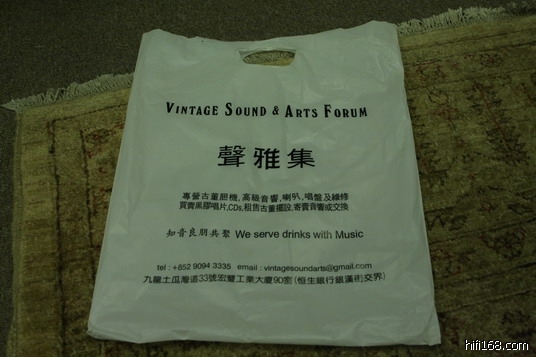 VINTAGE SOUND & ARTS FORUM
聲雅集
專營古董胆機,高級音響,喇叭,唱盤及維修
買賣黑膠唱片,CDs,租售古董擺設,寄賣音響或交換
知音良朋共聚 We serve drinks with Music
tel : +852 9094 3335 email : vintagesoundarts@gmail.com
九龍土瓜灣道33號宏豐工業大廈90室 (恒生銀行銀漢街交界)
hifi168.com